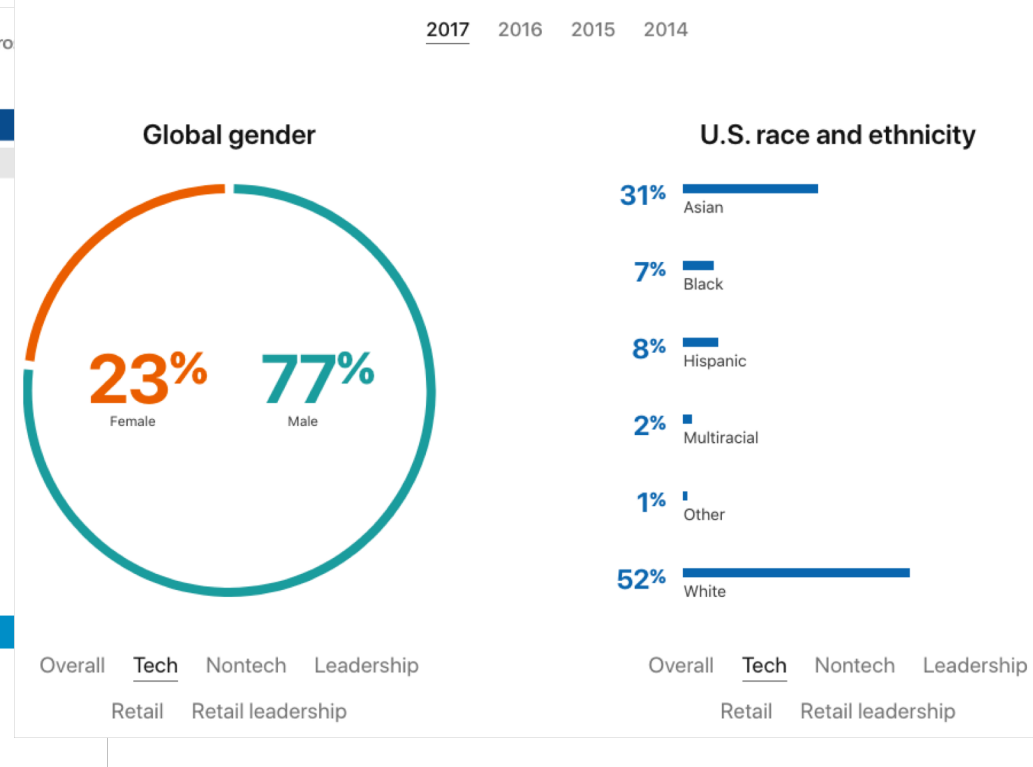 2017 2016 2015 2014
ro
Global gender
23% 77%
Female Male
Overall Tech Nontech Leadership
Retail Retail leadership
U.S. race and ethnicity
31%
Asian
7%
Black
8%
Hispanic
2%
Multiracial
1%
Other
52%
White
Overall Tech Nontech Leadership
Retail Retail leadership